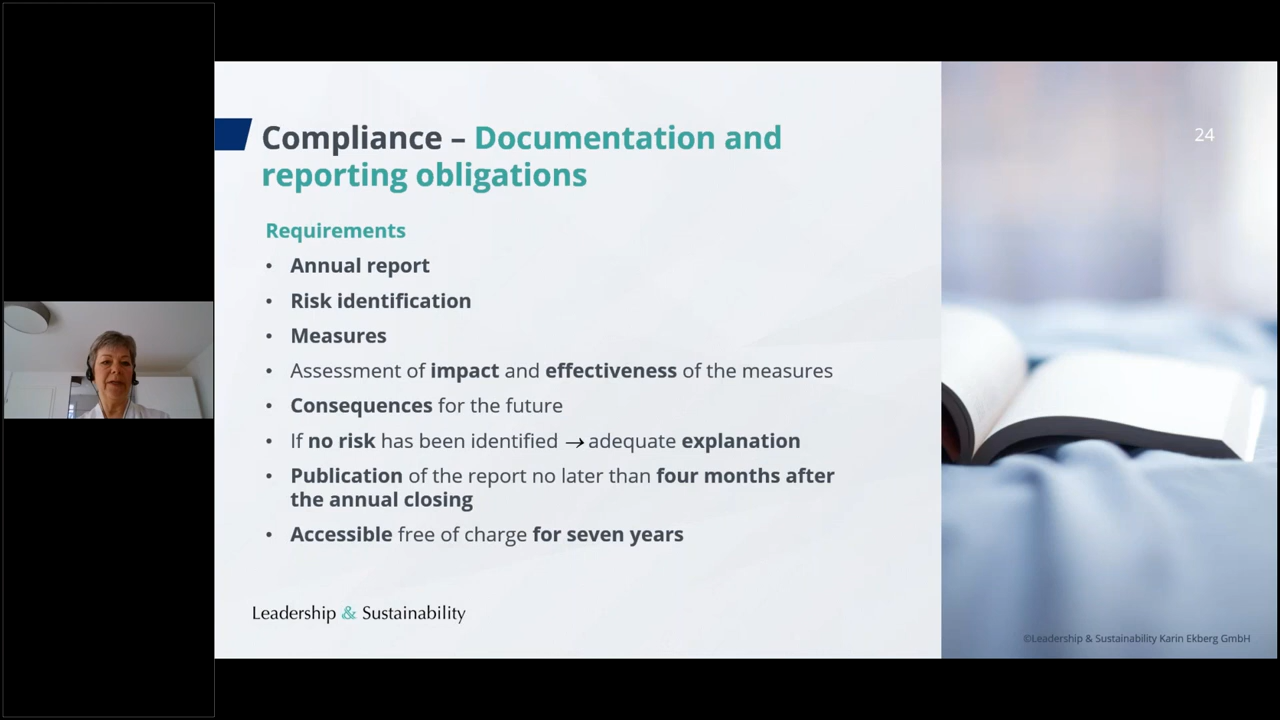 Compliance – Documentation and
reporting obligations
24
Requirements
• Annual report
• Risk identification
• Measures
• Assessment of impact and effectiveness of the measures
• Consequences for the future
• If no risk has been identified → adequate explanation
• Publication of the report no later than four months after
the annual closing
• Accessible free of charge for seven years
Leadership & Sustainability
©Leadership & Sustainability Karin Ekberg GmbH